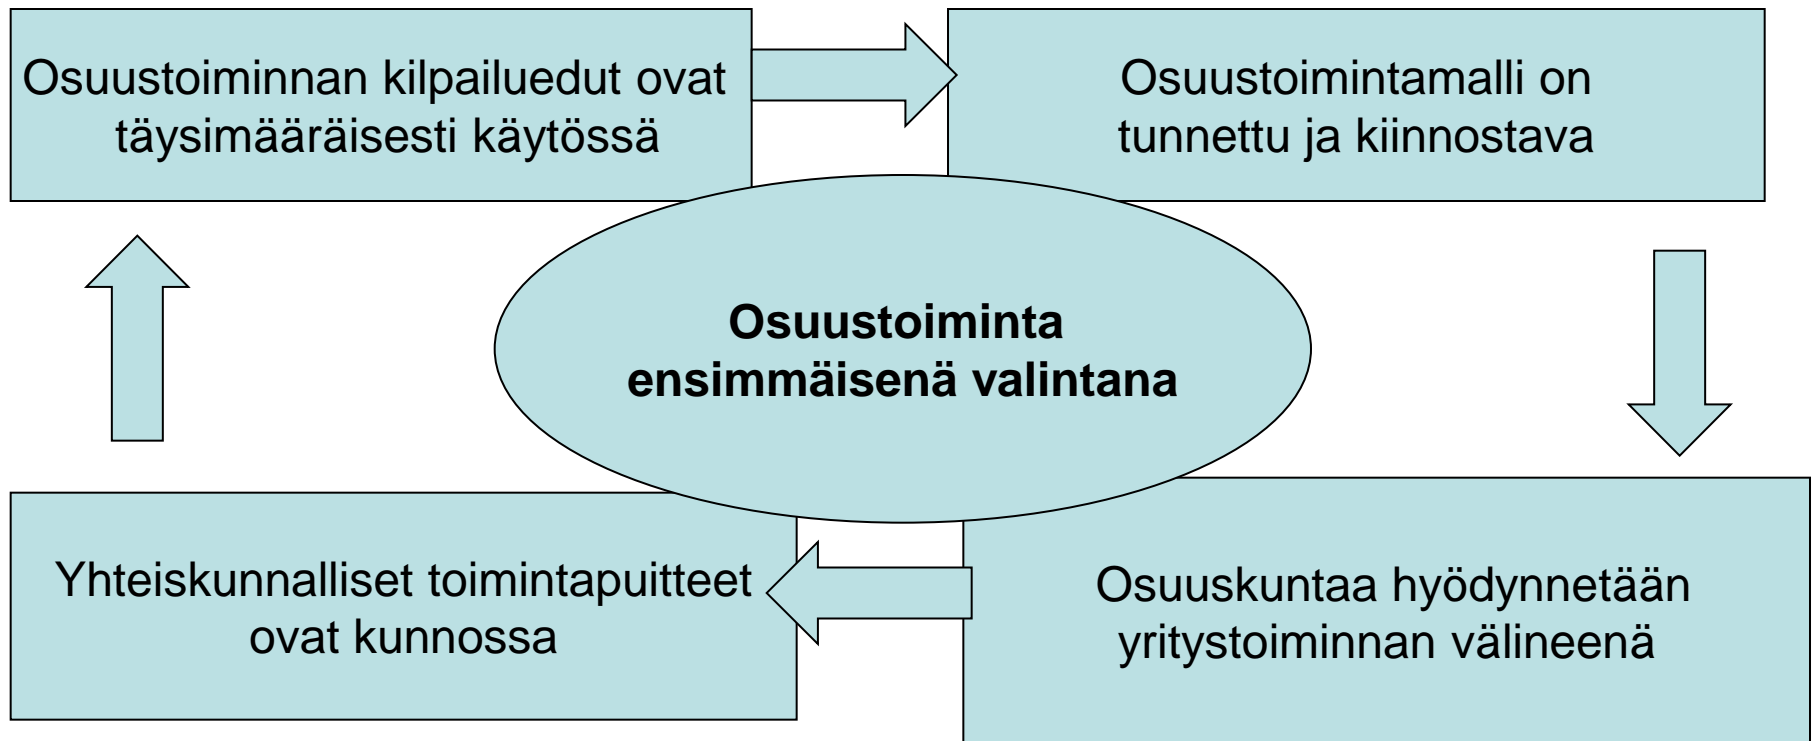 Osuustoiminnan kilpailuedut ovat
täysimääräisesti käytössä
Osuustoimintamalli on
tunnettu ja kiinnostava
Osuustoiminta
ensimmäisenä valintana
Yhteiskunnalliset toimintapuitteet
ovat kunnossa
Osuuskuntaa hyödynnetään
yritystoiminnan välineenä